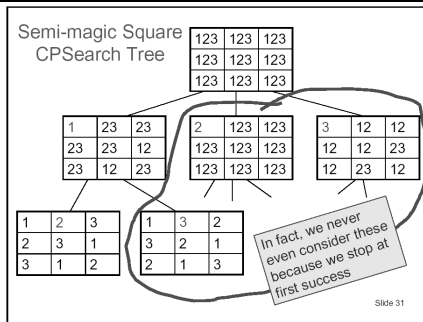 Semi-magic Square
CPSearch Tree
123 123 123
123 123 123
123 123 123
1 23 23
23 23 12
23 12 23
2 123 123
123 123 123
123 123 123
3 12 12
12 12 23
12 23 12
1 2 3
2 3 1
3 1 2
1 3 2
3 2 1
2 1 3
In fact, we never
even consider these
because we stop at
first success
Slide 31